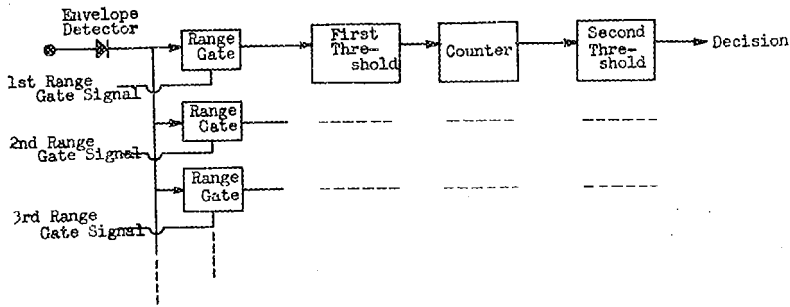 Envelope
Detector
Range
Gate
First
Thre-
shold
Counter
Second
Thre-
shold
Decision
1st Range
Gate Signal
Range
Gate
2nd Range
Gate Signal
Range
Gate
3rd Range
Gate Signal